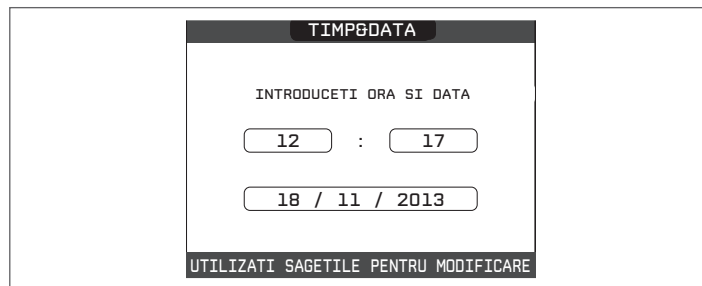 TIMP&DATA
INTRODUCETI ORA SI DATA
12 : 17
18 / 11 / 2013
UTILIZATI SAGETILE PENTRU MODIFICARE